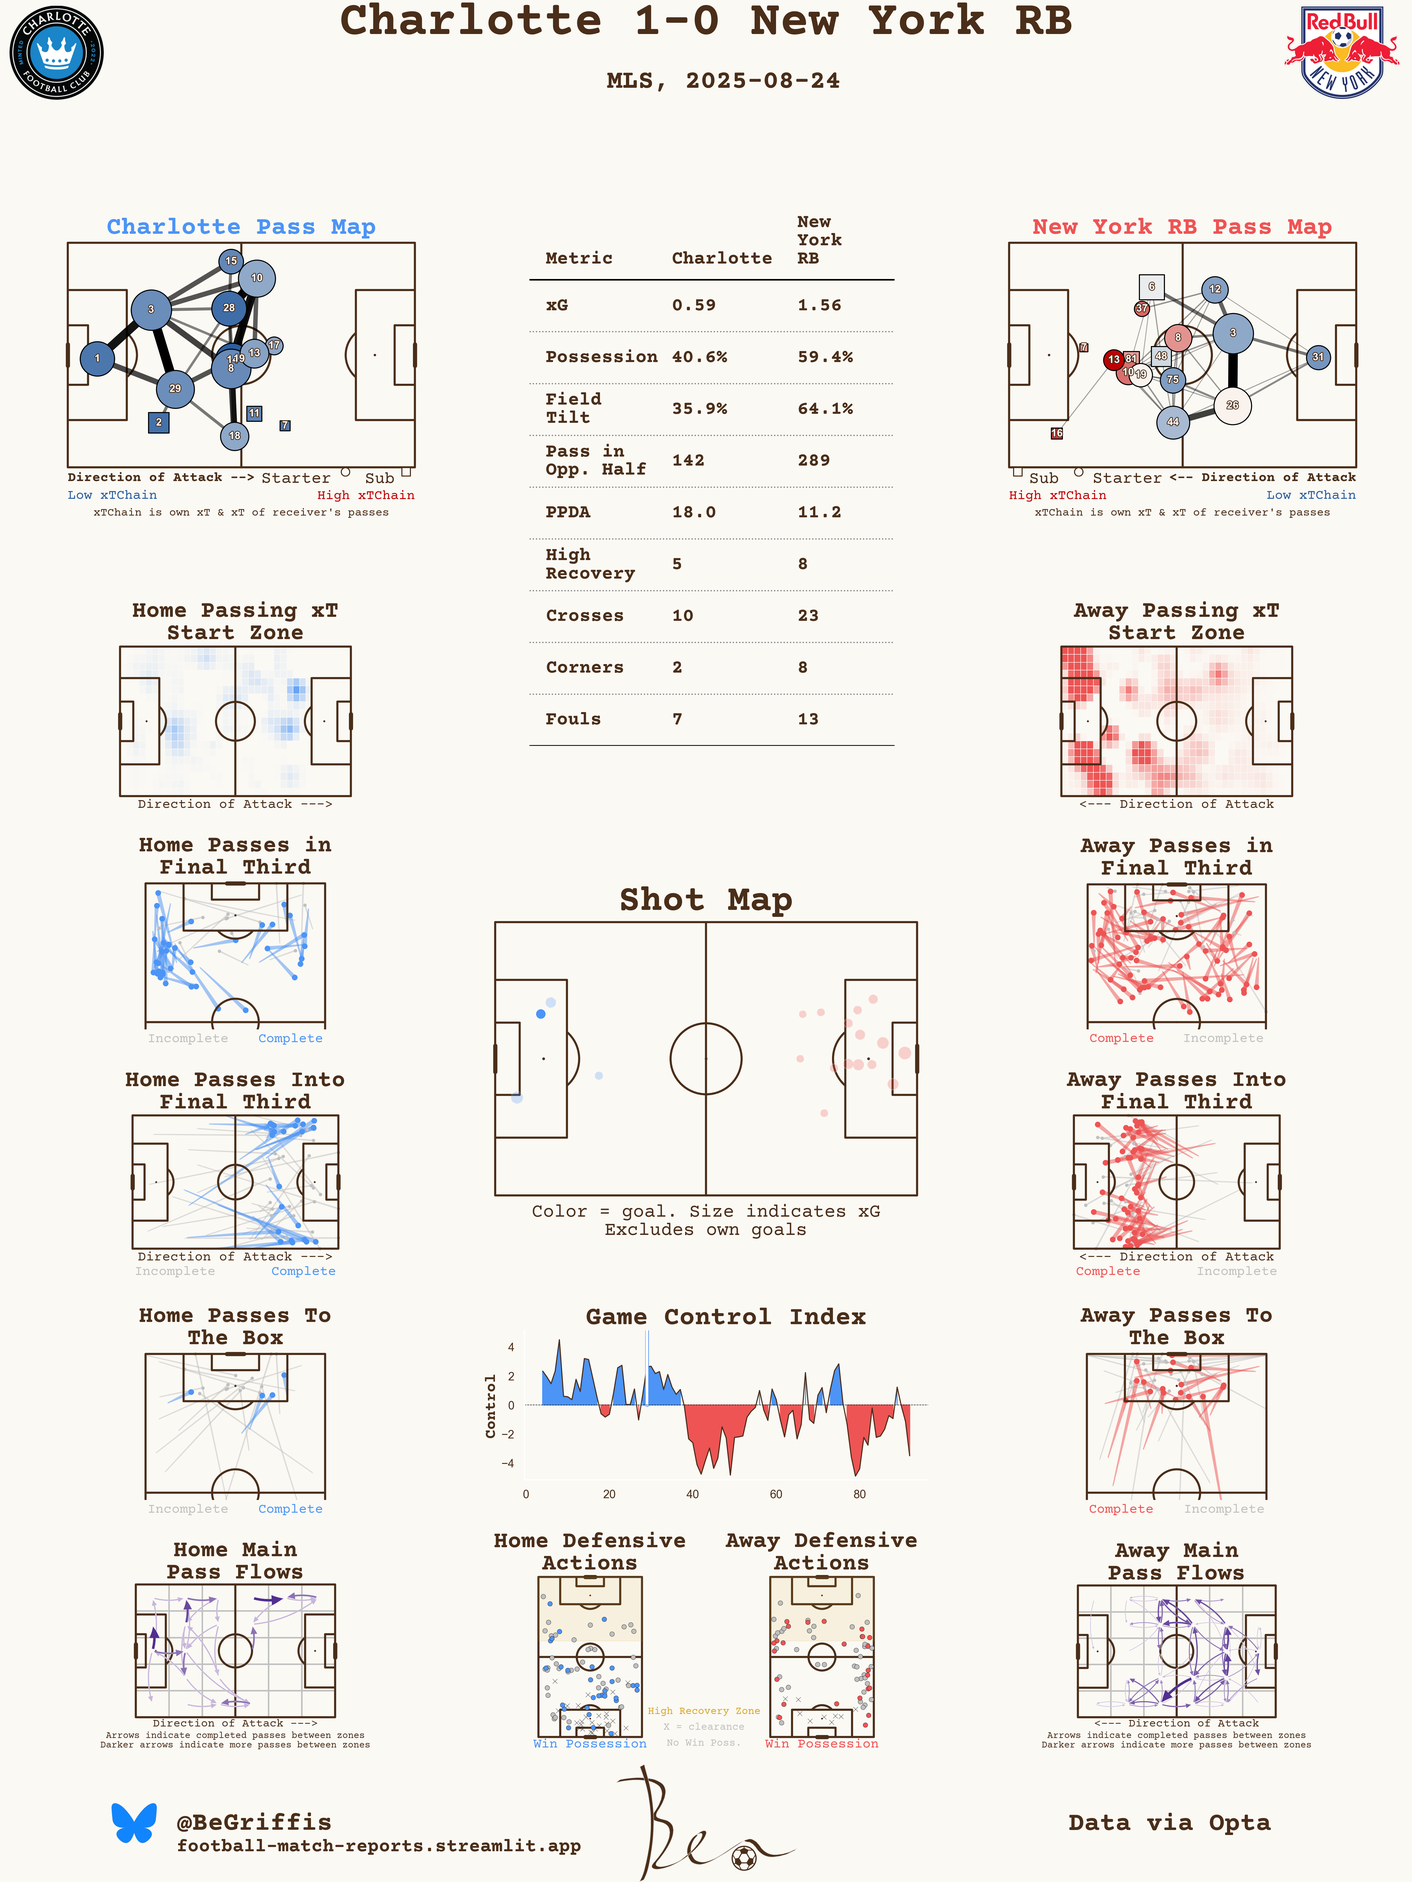 Charlotte 1-0 New York RB
MLS, 2025-08-24
CHARLOTTE
MINTED
2022
FOOTBALL CLUB
Red Bull
NEW YORK
Charlotte Pass Map
15
10
3
28
1
17
13
8
29
2
11
7
18
Direction of Attack --> Starter Sub
Low xTChain High xTChain
xTChain is own xT & xT of receiver's passes
Metric Charlotte New York RB
xG 0.59 1.56
Possession 40.6% 59.4%
Field Tilt 35.9% 64.1%
Pass in Opp. Half 142 289
PPDA 18.0 11.2
High Recovery 5 8
Crosses 10 23
Corners 2 8
Fouls 7 13
New York RB Pass Map
6
12
37
3
8
7
13
81
48
31
10
19
75
26
44
16
Sub Starter <-- Direction of Attack
High xTChain Low xTChain
xTChain is own xT & xT of receiver's passes
Home Passing xT
Start Zone
Direction of Attack --->
Away Passing xT
Start Zone
<--- Direction of Attack
Home Passes in
Final Third
Incomplete Complete
Away Passes in
Final Third
Complete Incomplete
Shot Map
Color = goal. Size indicates xG
Excludes own goals
Home Passes Into
Final Third
Direction of Attack --->
Incomplete Complete
Away Passes Into
Final Third
<--- Direction of Attack
Complete Incomplete
Home Passes To
The Box
Incomplete Complete
Game Control Index
Control
4
2
0
−2
−4
0 20 40 60 80
Away Passes To
The Box
Complete Incomplete
Home Main
Pass Flows
Direction of Attack --->
Arrows indicate completed passes between zones
Darker arrows indicate more passes between zones
Home Defensive
Actions
Win Possession
High Recovery Zone
X = clearance
No Win Poss.
Away Defensive
Actions
Win Possession
Away Main
Pass Flows
<--- Direction of Attack
Arrows indicate completed passes between zones
Darker arrows indicate more passes between zones
@BeGriffis
football-match-reports.streamlit.app
Ben
Data via Opta